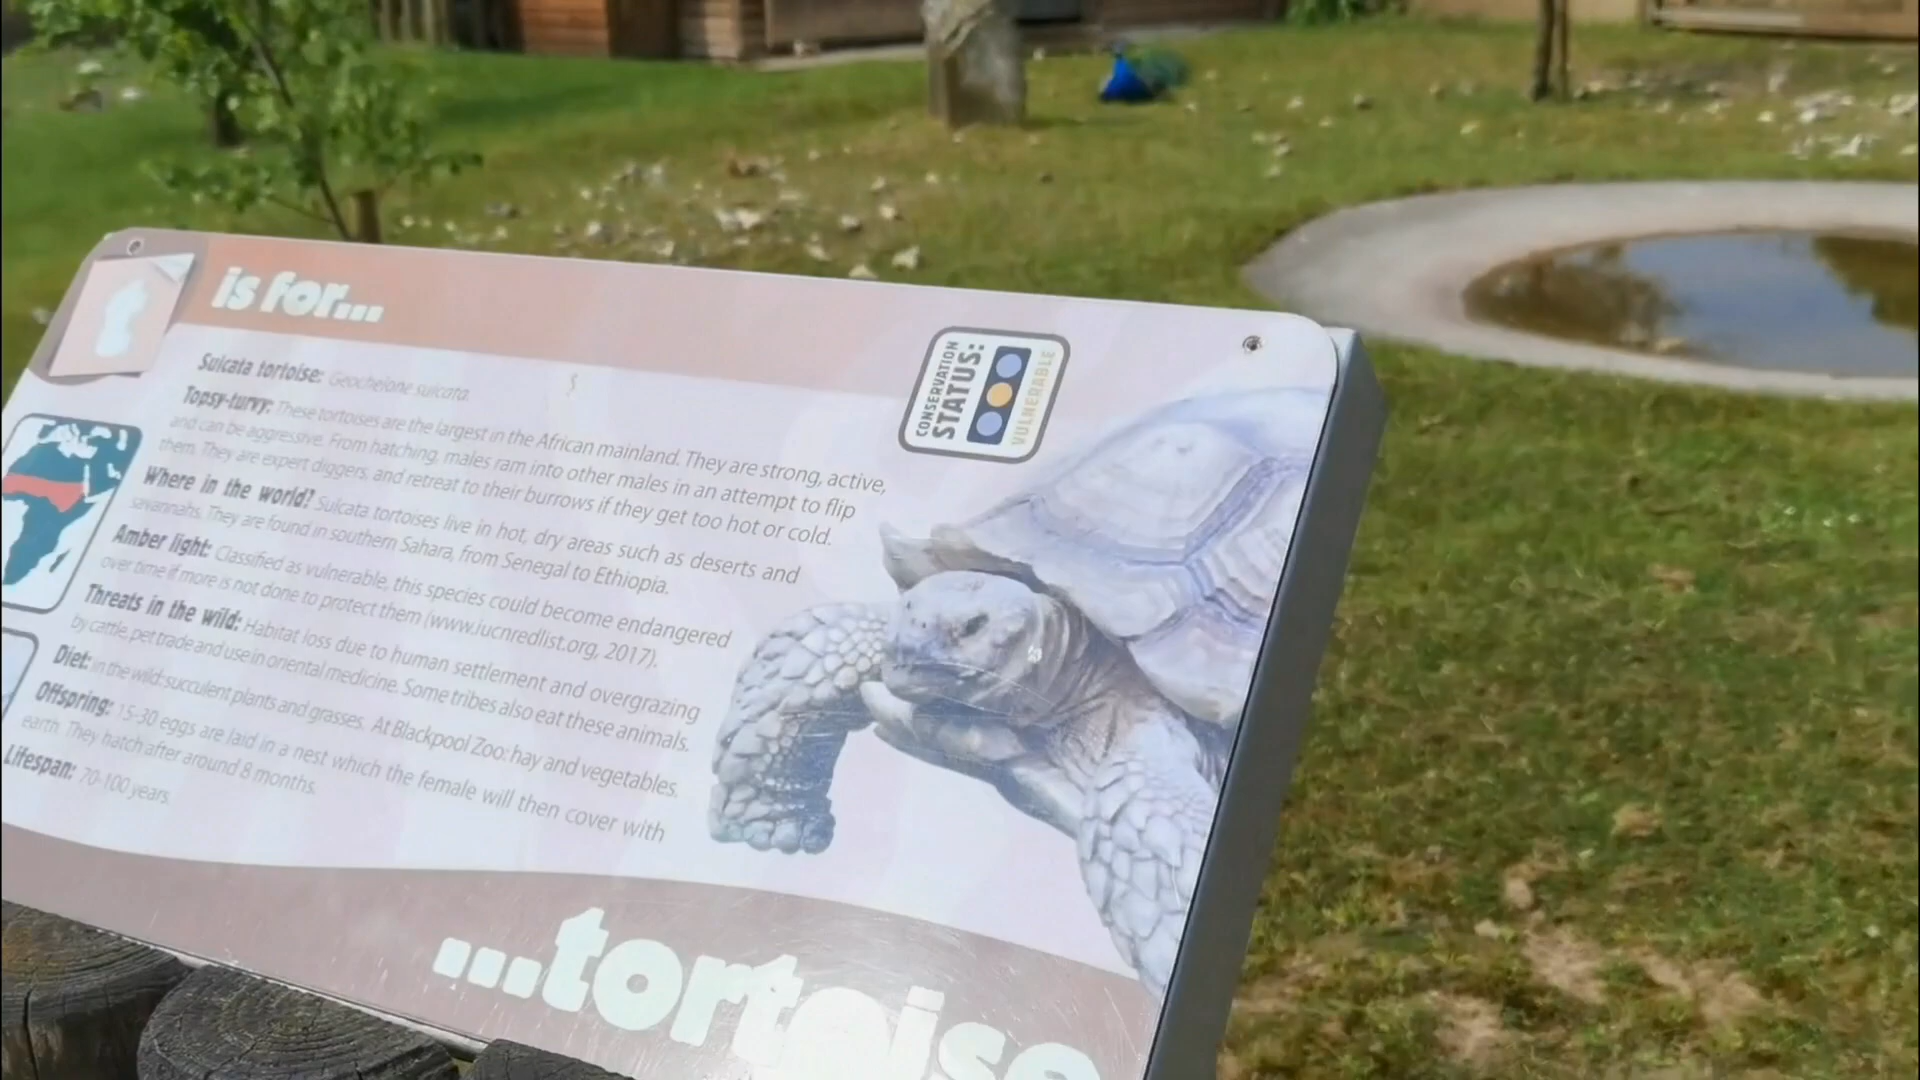 is for...
Sulcata tortoise: Geochelone sulcata.
Topsy-turvy: These tortoises are the largest in the African mainland. They are strong, active,
and can be aggressive. From hatching, males ram into other males in an attempt to flip
them. They are expert diggers, and retreat to their burrows if they get too hot or cold.
Where in the world? Sulcata tortoises live in hot, dry areas such as deserts and
savannahs. They are found in southern Sahara, from Senegal to Ethiopia.
Amber light: Classified as vulnerable, this species could become endangered
over time if more is not done to protect them (www.iucnredlist.org, 2017).
Threats in the wild: Habitat loss due to human settlement and overgrazing
by cattle, pet trade and use in oriental medicine. Some tribes also eat these animals.
Diet: in the wild: succulent plants and grasses. At Blackpool Zoo: hay and vegetables.
Offspring: 15-30 eggs are laid in a nest which the female will then cover with
earth. They hatch after around 8 months.
Lifespan: 70-100 years.
CONSERVATION
STATUS:
VULNERABLE
...tortoise